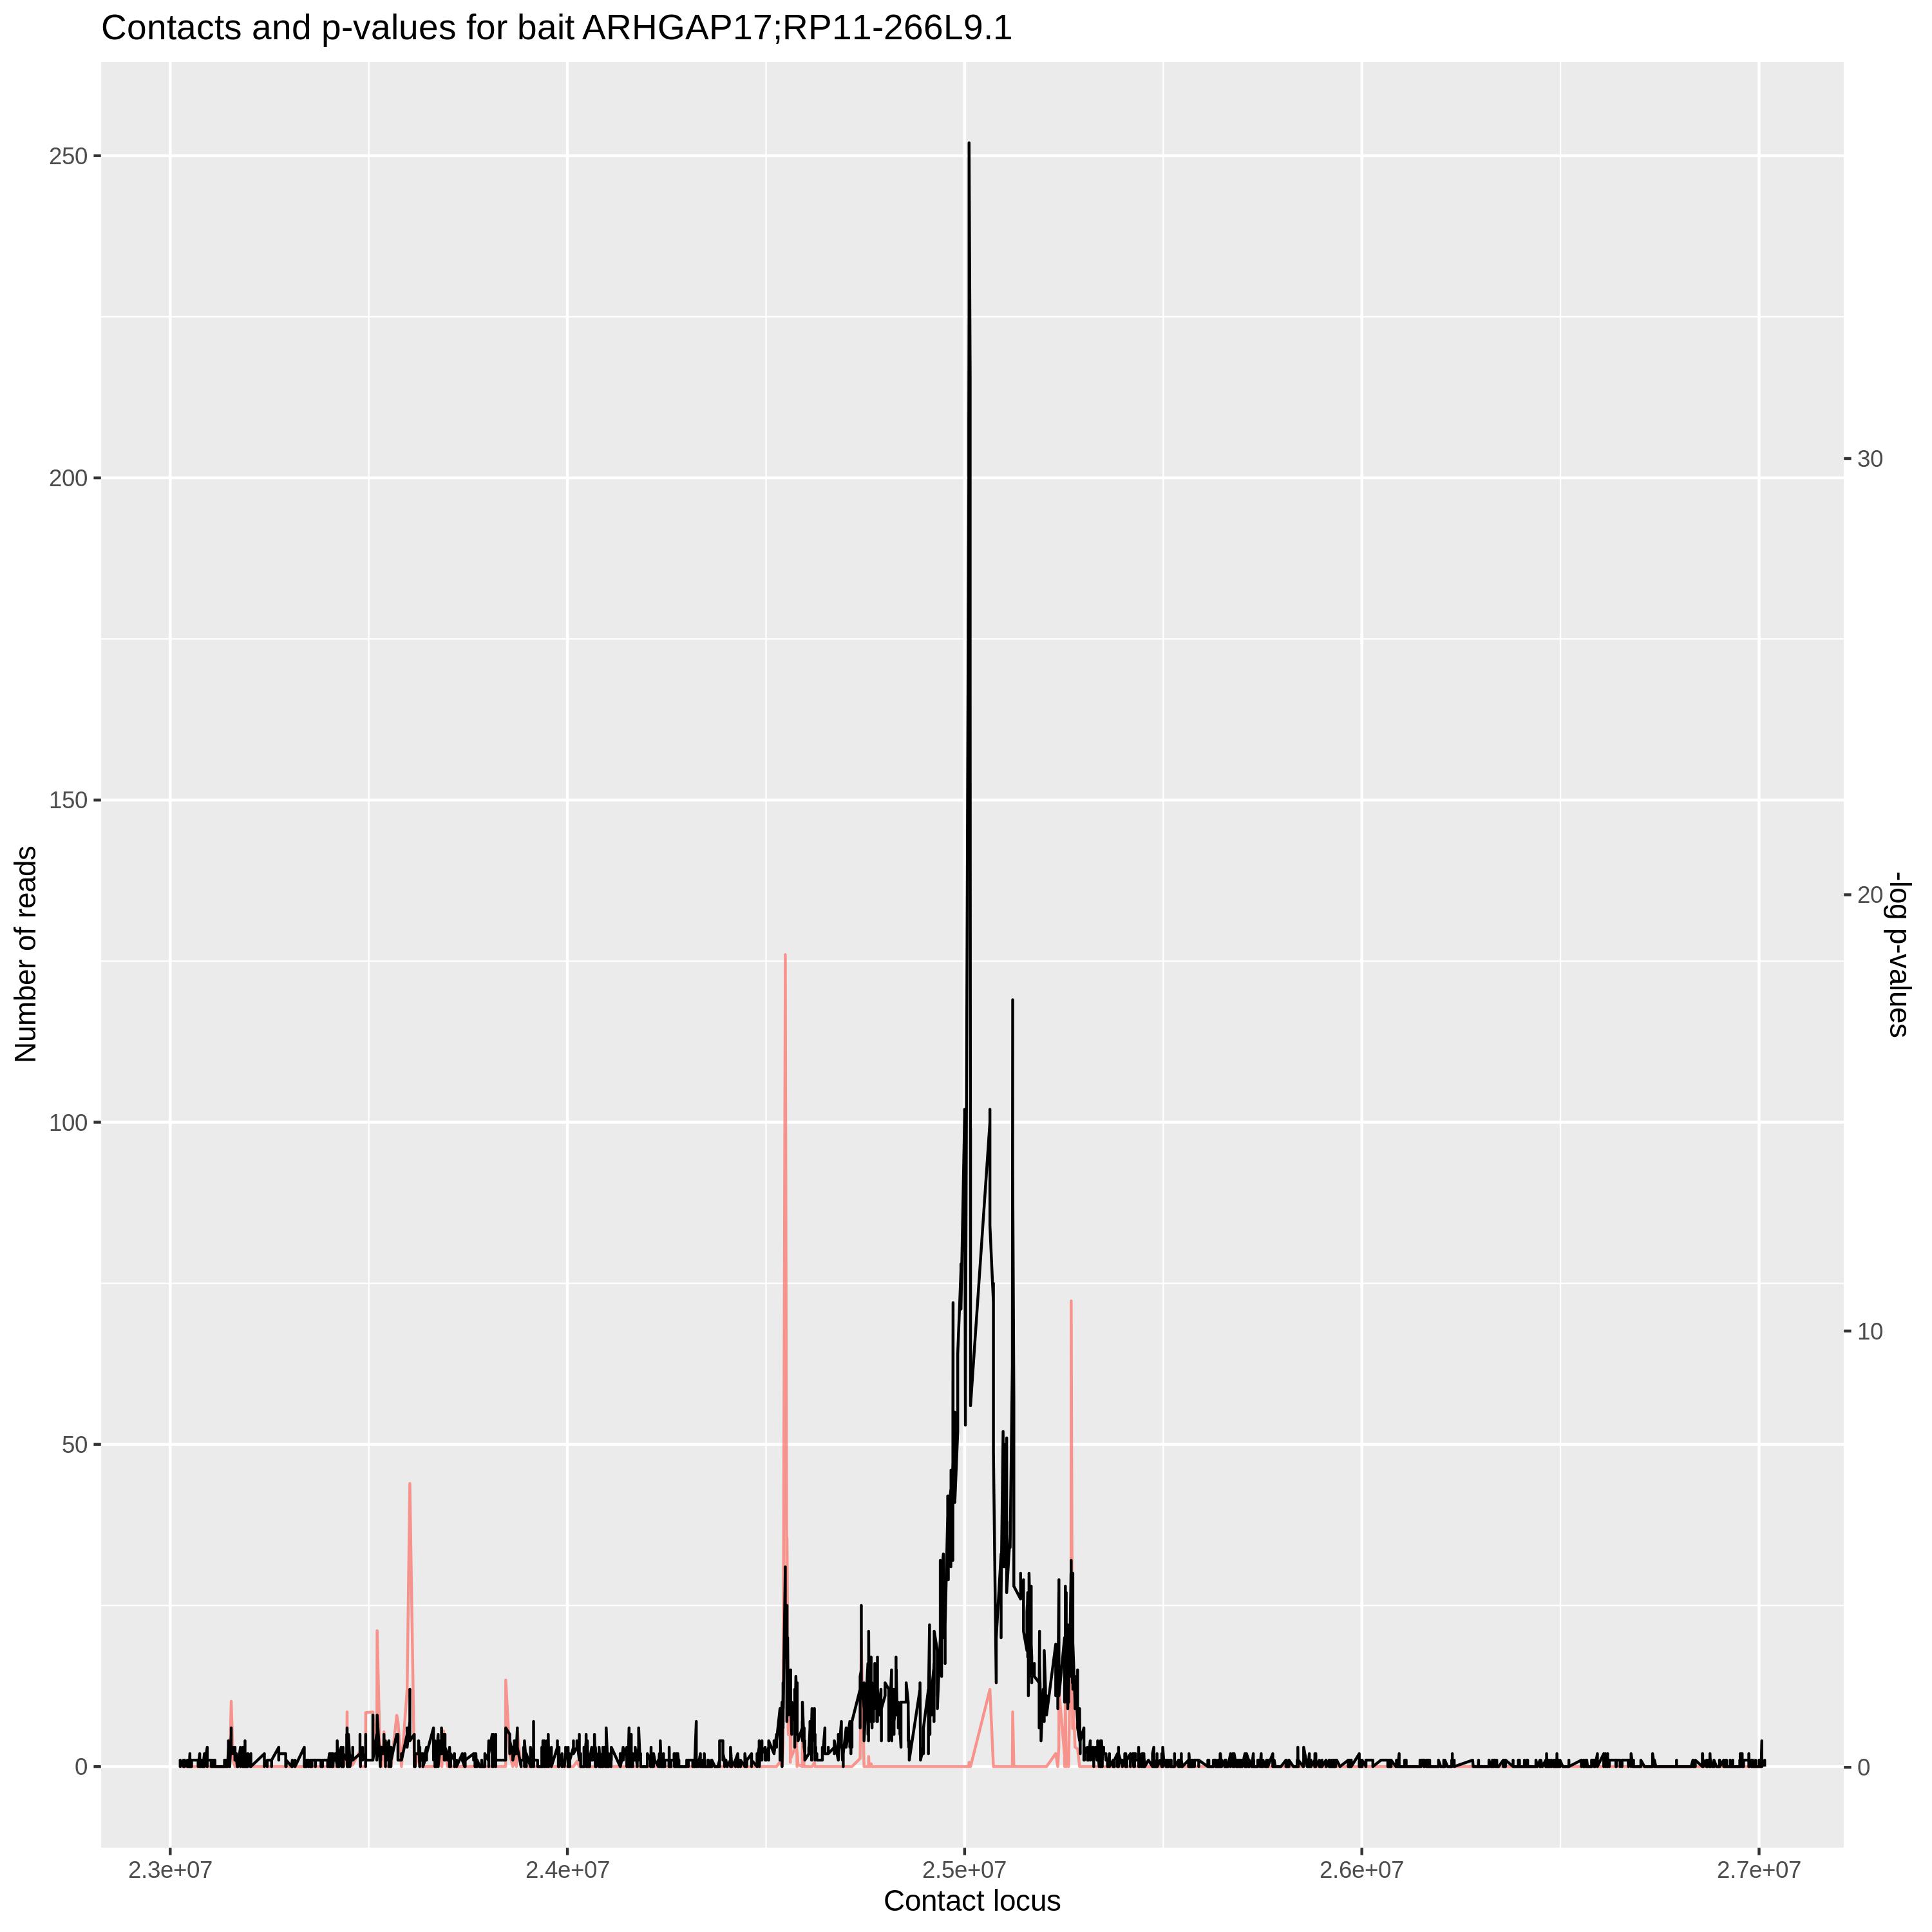 Contacts and p-values for bait ARHGAP17;RP11-266L9.1
250
200
150
100
50
0
Number of reads
30
20
10
0
-log p-values
2.3e+07
2.4e+07
2.5e+07
2.6e+07
2.7e+07
Contact locus